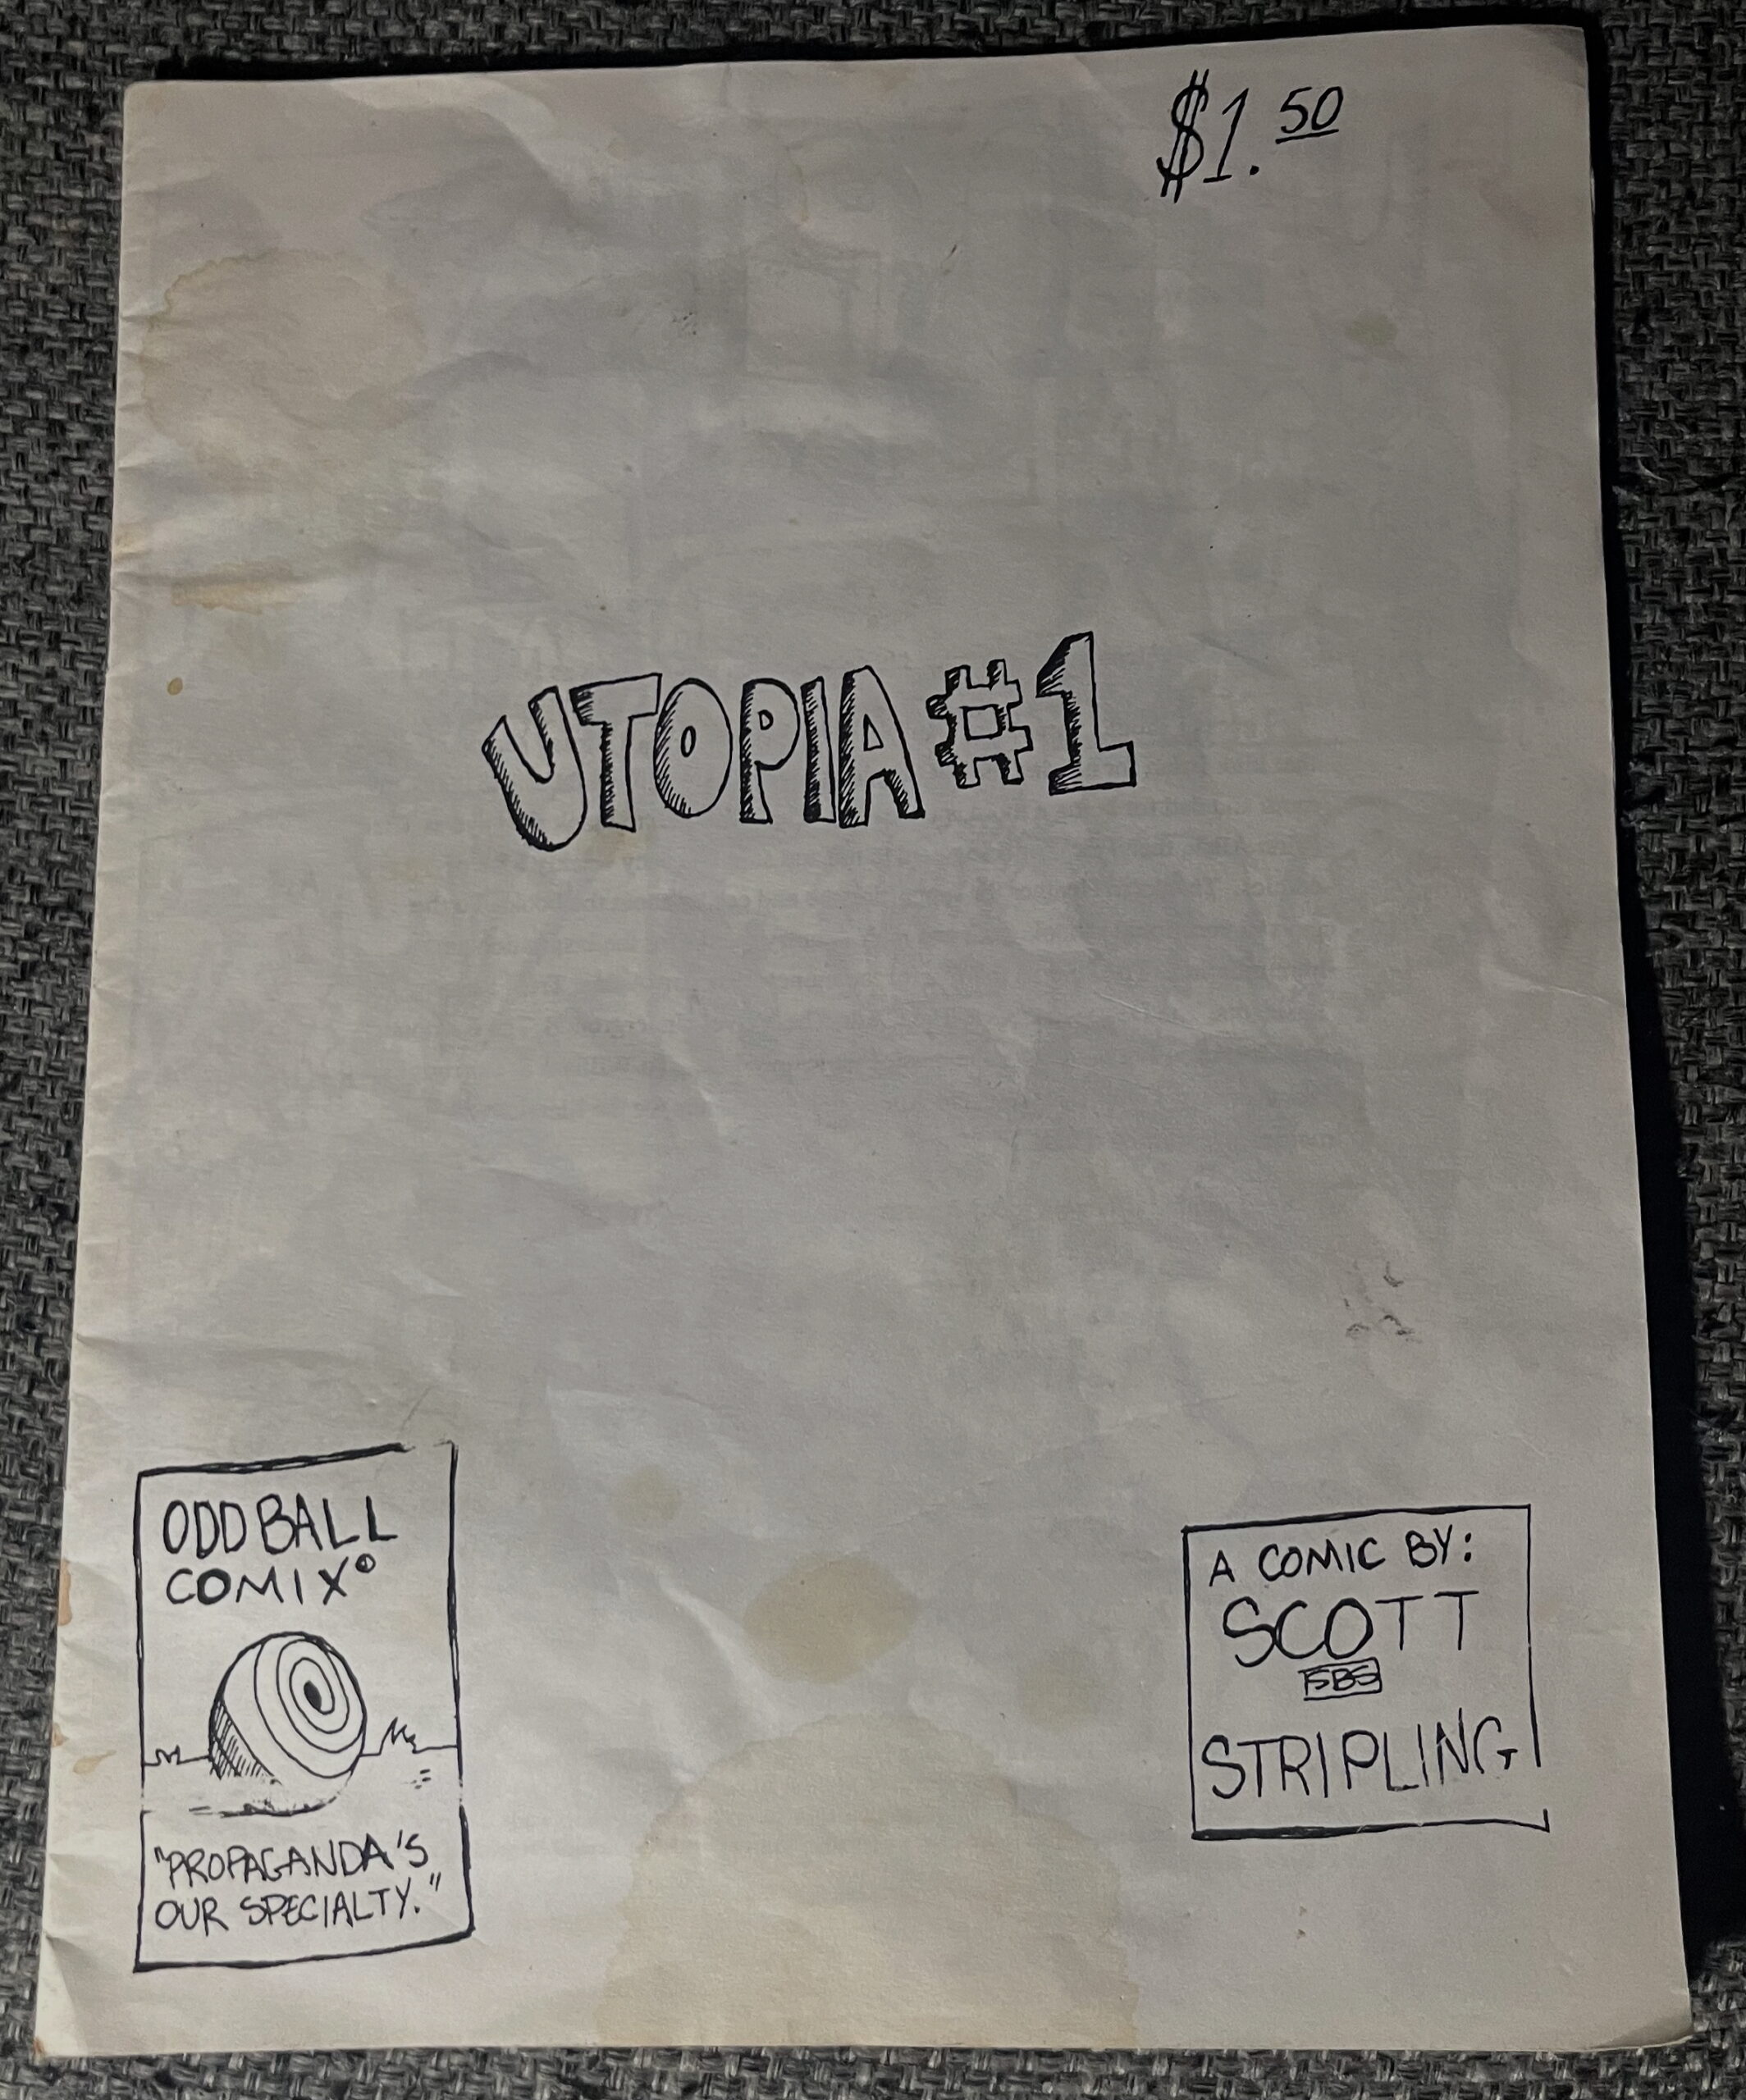 $1.50
UTOPIA #1
ODD BALL
COMIX©
"PROPAGANDA'S
OUR SPECIALTY."
A COMIC BY:
SCOTT
SBS
STRIPLING